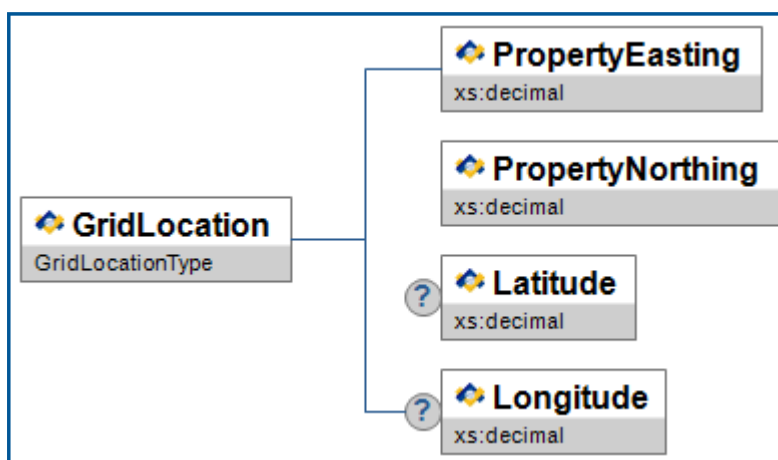 PropertyEasting
xs:decimal
PropertyNorthing
xs:decimal
GridLocation
GridLocationType
? Latitude
xs:decimal
? Longitude
xs:decimal